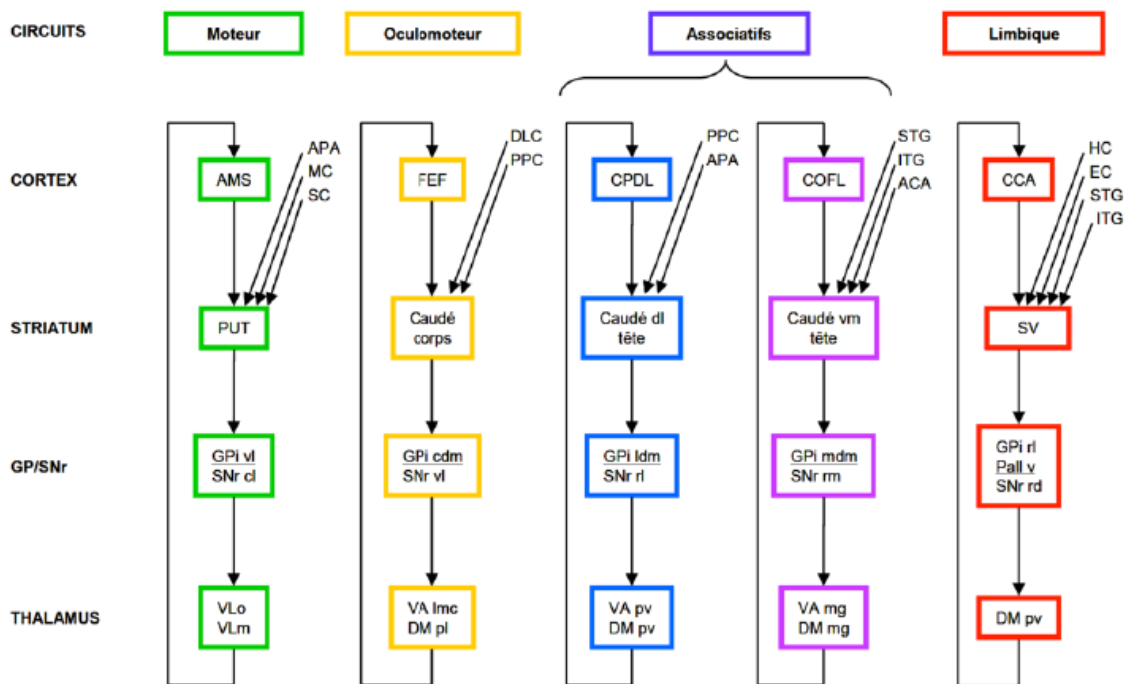 CIRCUITS
Moteur
Oculomoteur
Associatifs
Limbique
CORTEX
AMS
APA
MC
SC
FEF
DLC
PPC
CPDL
PPC
APA
COFL
STG
ITG
ACA
CCA
HC
EC
STG
ITG
STRIATUM
PUT
Caudé
corps
Caudé dl
tête
Caudé vm
tête
SV
GP/SNr
GPi vl
SNr cl
GPi cdm
SNr vl
GPi ldm
SNr rl
GPi mdm
SNr rm
GPi rl
Pall v
SNr rd
THALAMUS
VLo
VLm
VA lmc
DM pl
VA pv
DM pv
VA mg
DM mg
DM pv